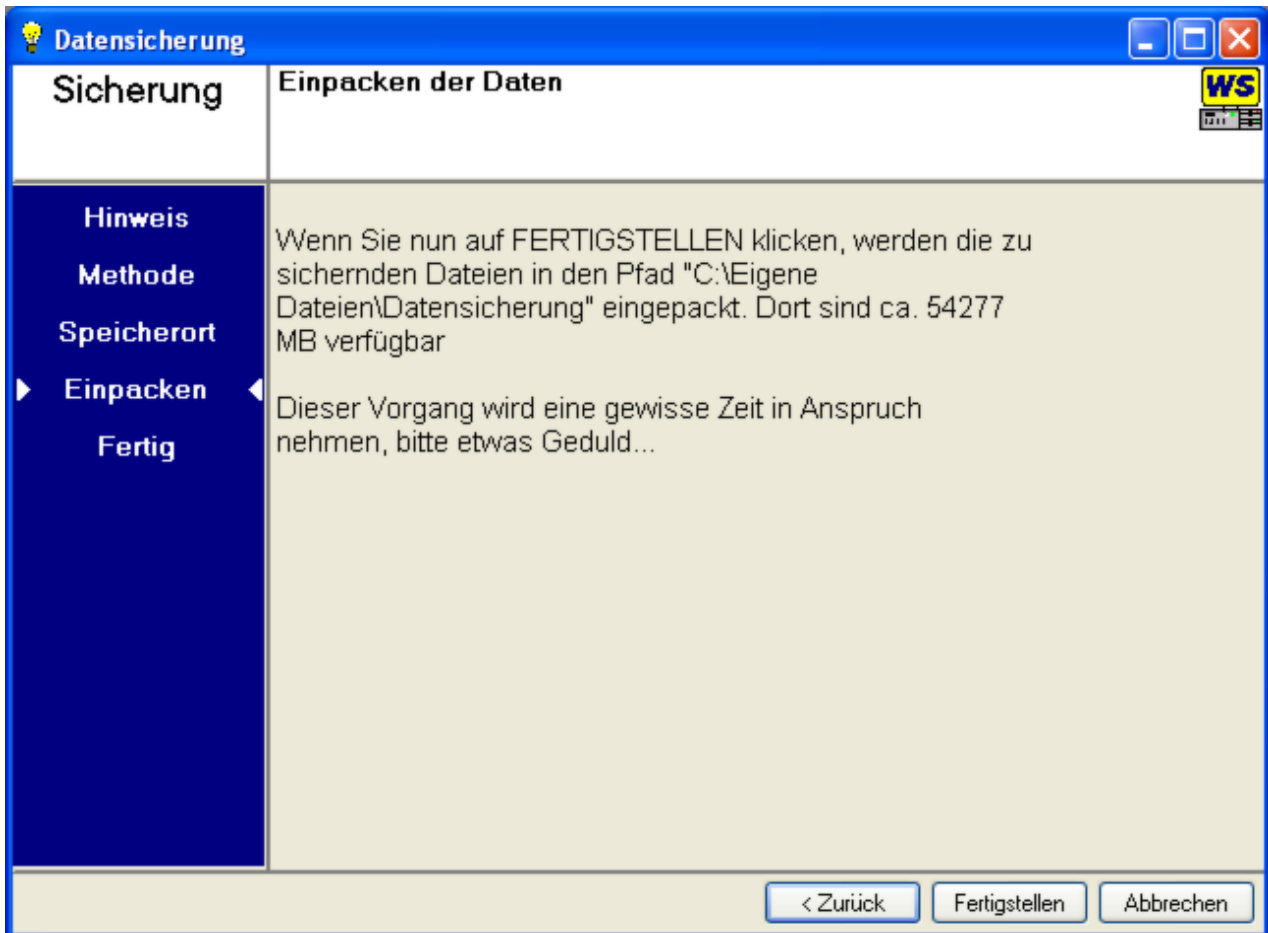 Datensicherung
Sicherung
Einpacken der Daten
WS
Hinweis
Methode
Speicherort
Einpacken
Fertig
Wenn Sie nun auf FERTIGSTELLEN klicken, werden die zu
sichernden Dateien in den Pfad "C:\Eigene
Dateien\Datensicherung" eingepackt. Dort sind ca. 54277
MB verfügbar
Dieser Vorgang wird eine gewisse Zeit in Anspruch
nehmen, bitte etwas Geduld...
< Zurück
Fertigstellen
Abbrechen